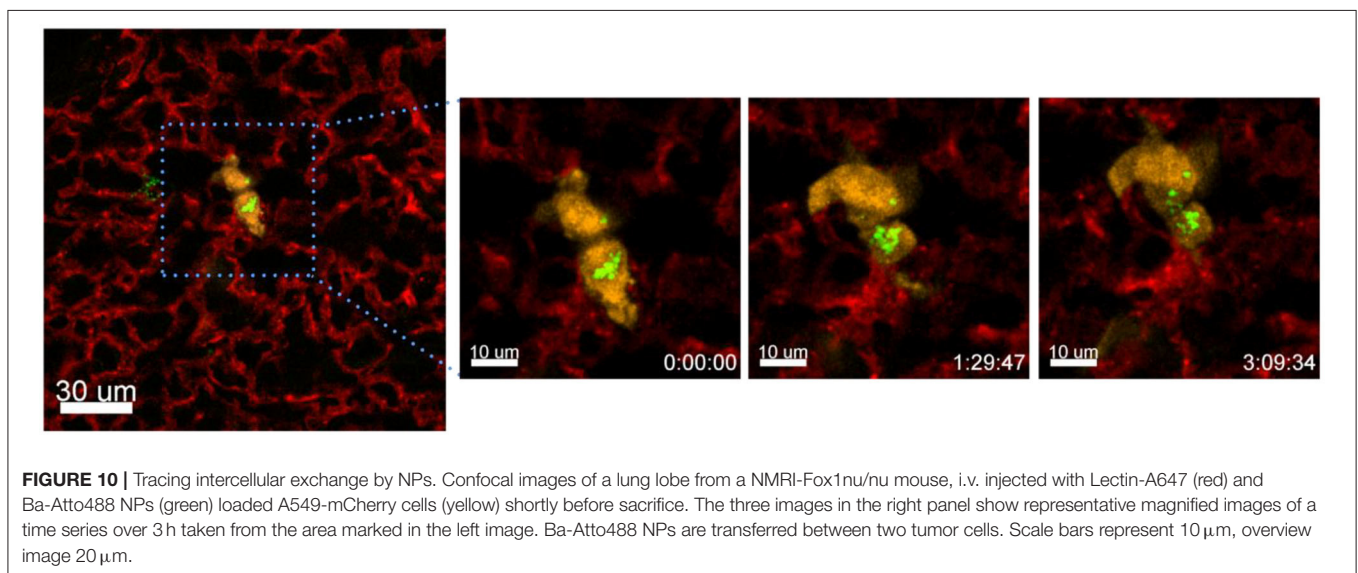 30 um
10 um
0:00:00
10 um
1:29:47
10 um
3:09:34
FIGURE 10 | Tracing intercellular exchange by NPs. Confocal images of a lung lobe from a NMRI-Fox1nu/nu mouse, i.v. injected with Lectin-A647 (red) and
Ba-Atto488 NPs (green) loaded A549-mCherry cells (yellow) shortly before sacrifice. The three images in the right panel show representative magnified images of a
time series over 3 h taken from the area marked in the left image. Ba-Atto488 NPs are transferred between two tumor cells. Scale bars represent 10 μm, overview
image 20 μm.